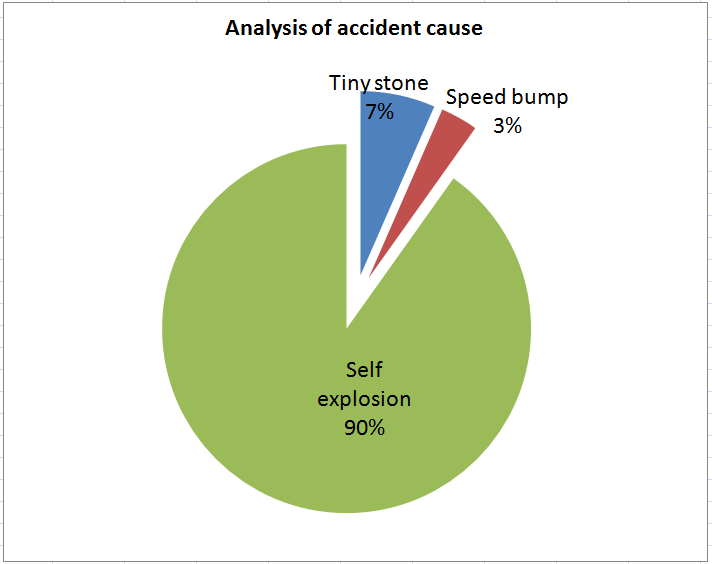 Analysis of accident cause
Tiny stone
7%
Speed bump
3%
Self
explosion
90%